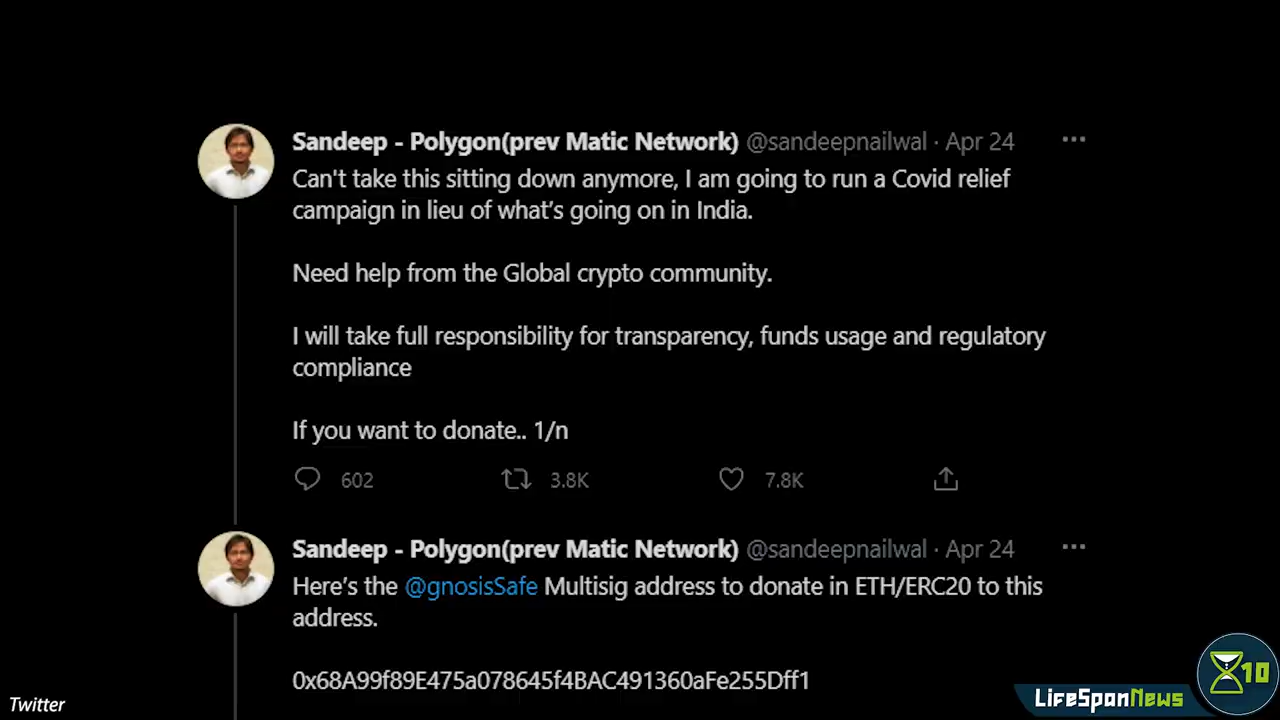 Sandeep - Polygon(prev Matic Network) @sandeepnailwal · Apr 24 ···
Can't take this sitting down anymore, I am going to run a Covid relief
campaign in lieu of what's going on in India.
Need help from the Global crypto community.
I will take full responsibility for transparency, funds usage and regulatory
compliance
If you want to donate.. 1/n
602 3.8K 7.8K
Sandeep - Polygon(prev Matic Network) @sandeepnailwal · Apr 24 ···
Here's the @gnosisSafe Multisig address to donate in ETH/ERC20 to this
address.
0x68A99f89E475a078645f4BAC491360aFe255Dff1
Twitter
LifeSpanNews
10